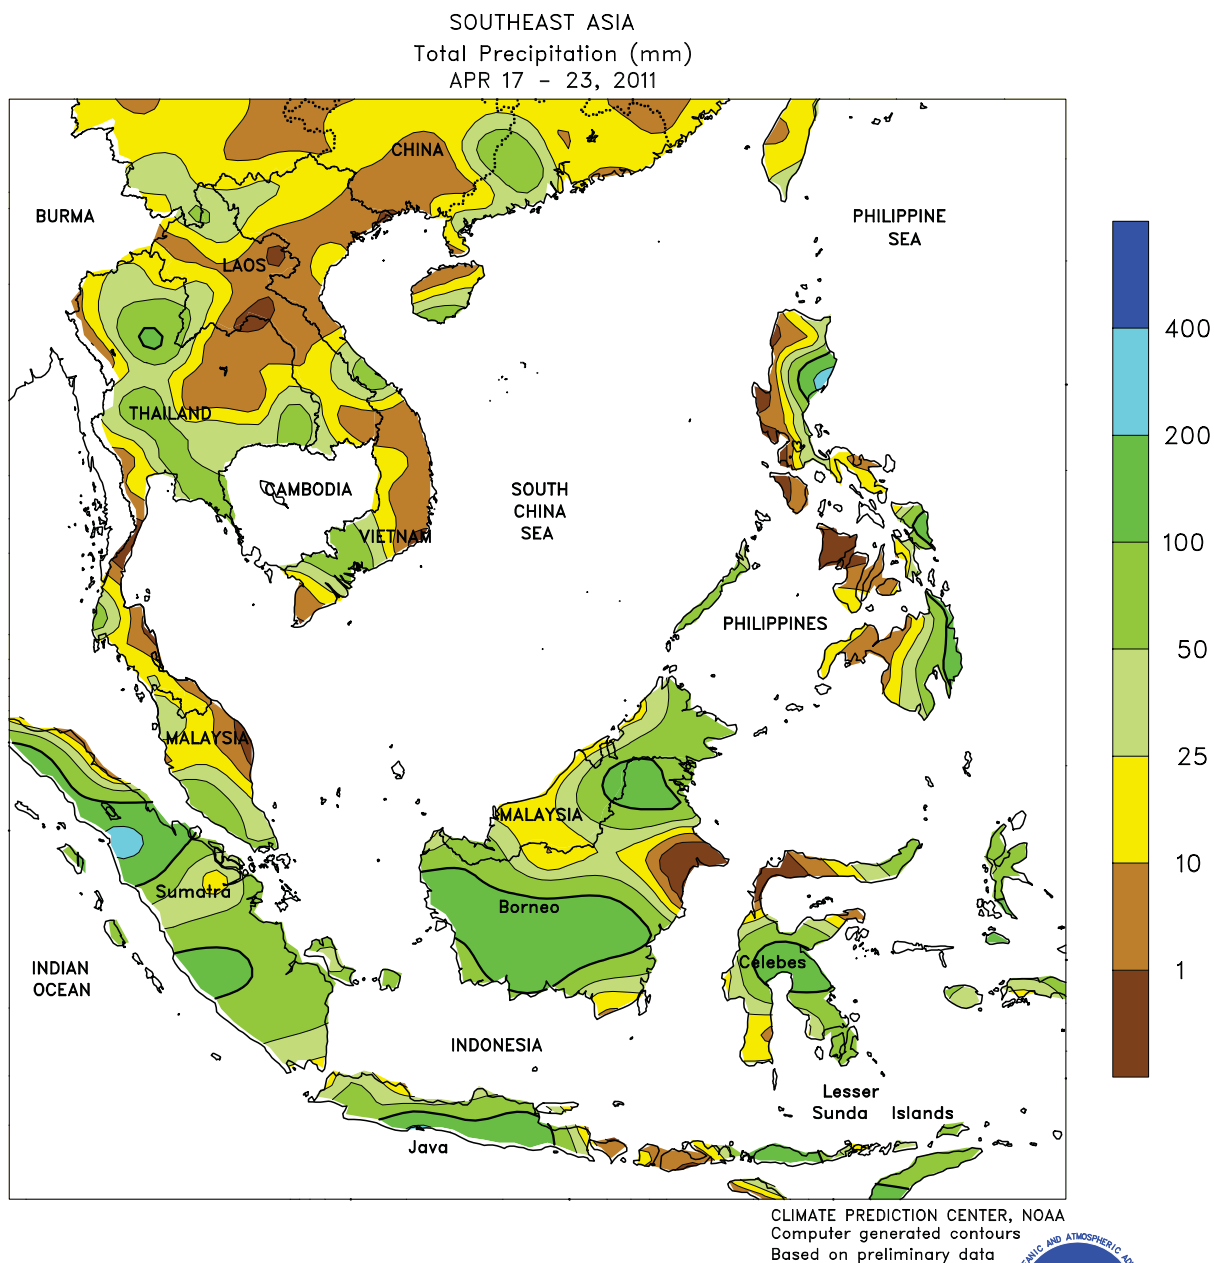 SOUTHEAST ASIA
Total Precipitation (mm)
APR 17 - 23, 2011
CHINA
BURMA
PHILIPPINE
SEA
LAOS
400
THAILAND
200
CAMBODIA
SOUTH
CHINA
SEA
VIETNAM
100
PHILIPPINES
50
MALAYSIA
25
MALAYSIA
10
Sumatra
Borneo
Celebes
1
INDIAN
OCEAN
INDONESIA
Lesser
Sunda Islands
Java
CLIMATE PREDICTION CENTER, NOAA
Computer generated contours
Based on preliminary data
AND ATMOSPHERIC